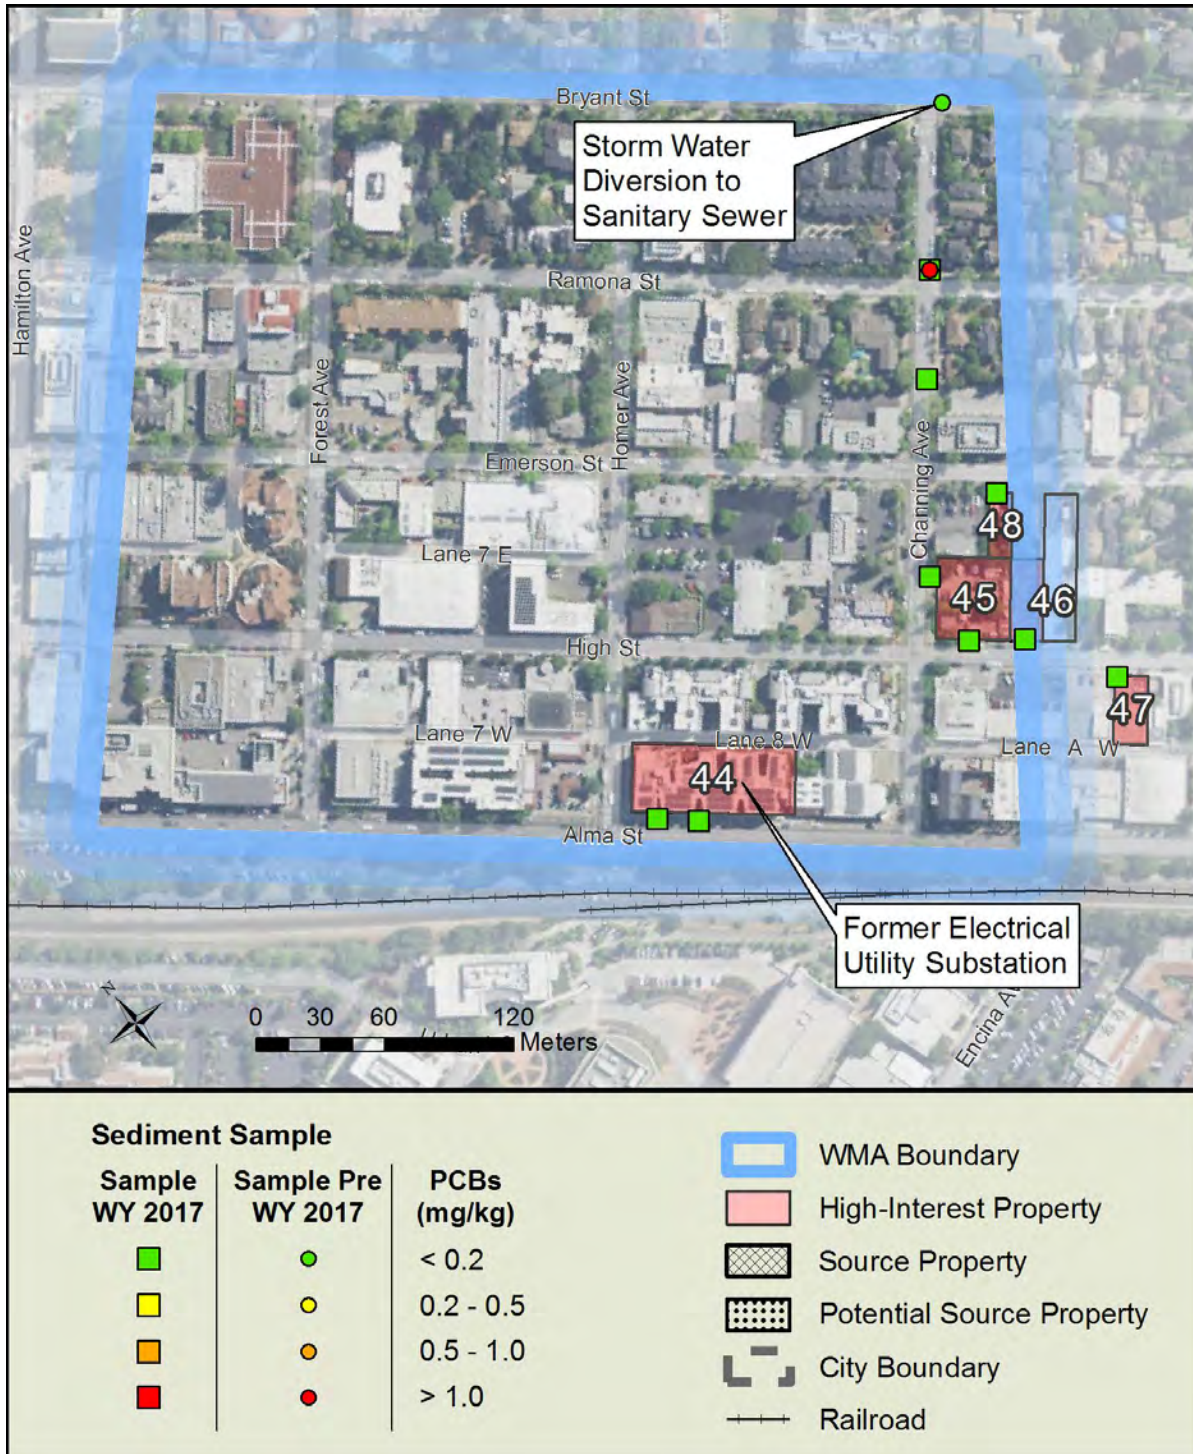 Bryant St
Storm Water
Diversion to
Sanitary Sewer
Hamilton Ave
Ramona St
Forest Ave
Homer Ave
Channing Ave
Emerson St
48
Lane 7 E
45
46
High St
47
Lane 7 W
Lane 8 W
Lane A W
44
Alma St
Former Electrical
Utility Substation
Encina Av
N
0 30 60 120
Meters
Sediment Sample
Sample
WY 2017
Sample Pre
WY 2017
PCBs
(mg/kg)
< 0.2
0.2 - 0.5
0.5 - 1.0
> 1.0
WMA Boundary
High-Interest Property
Source Property
Potential Source Property
City Boundary
Railroad